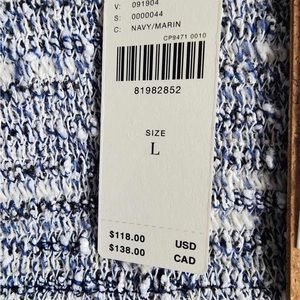 V: 091904
S: 0000044
C: NAVY/MARIN
CP9471 0010
81982852
SIZE
L
$118.00 USD
$138.00 CAD